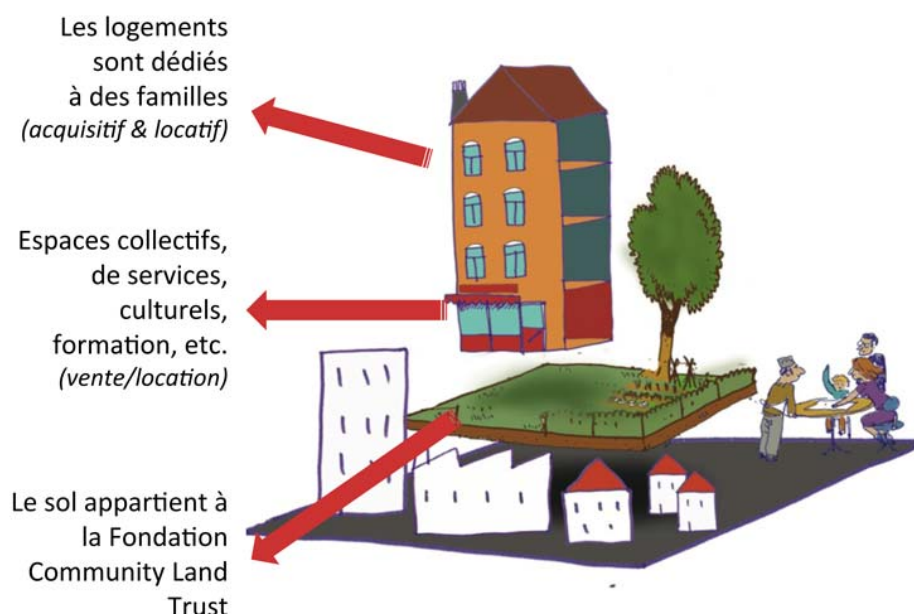 Les logements
sont dédiés
à des familles
(acquisitif & locatif)
Espaces collectifs,
de services,
culturels,
formation, etc.
(vente/location)
Le sol appartient à
la Fondation
Community Land
Trust